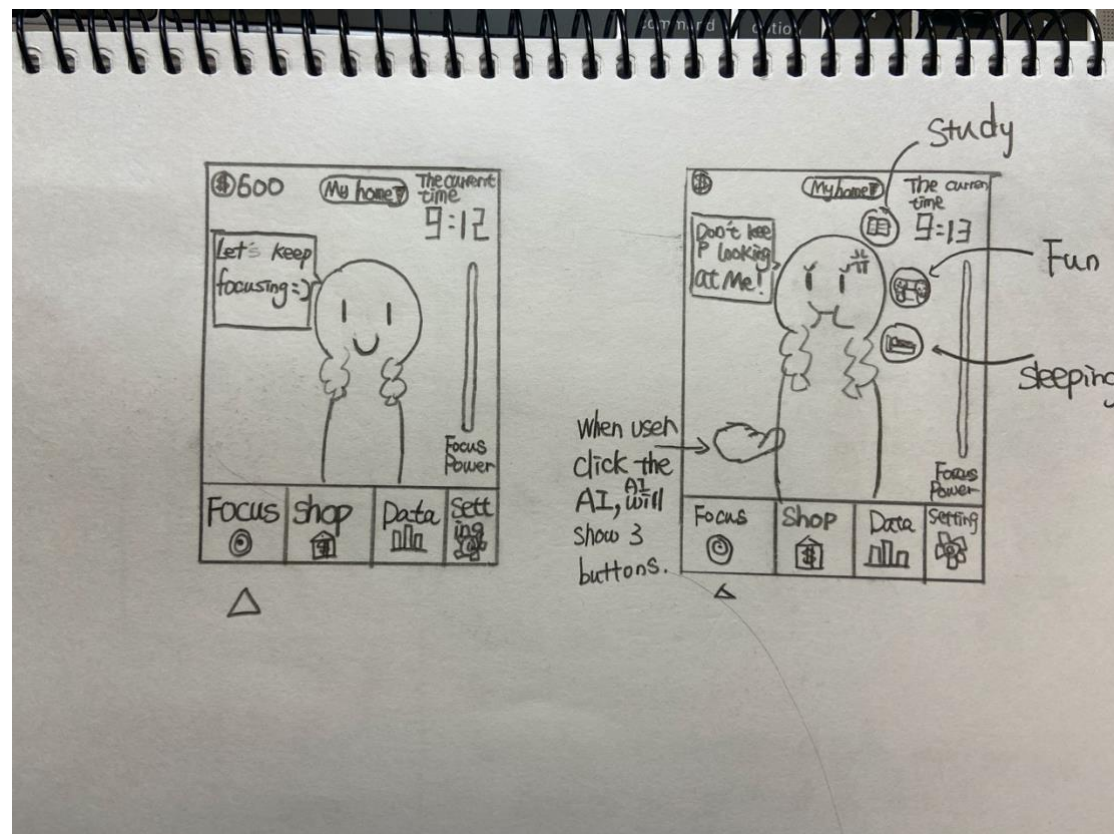 command
option
$600
My home
The current
time
9:12
Let's keep
focusing=)
Focus
Power
Focus
Shop
$
Data
Sett
ing
Study
$
My home
The curren
time
9:13
Don't kee
P looking
at Me!
Fun
Sleeping
When user
click the
AI, AI will
show 3
buttons.
Focus
Power
Focus
Shop
$
Data
Setting